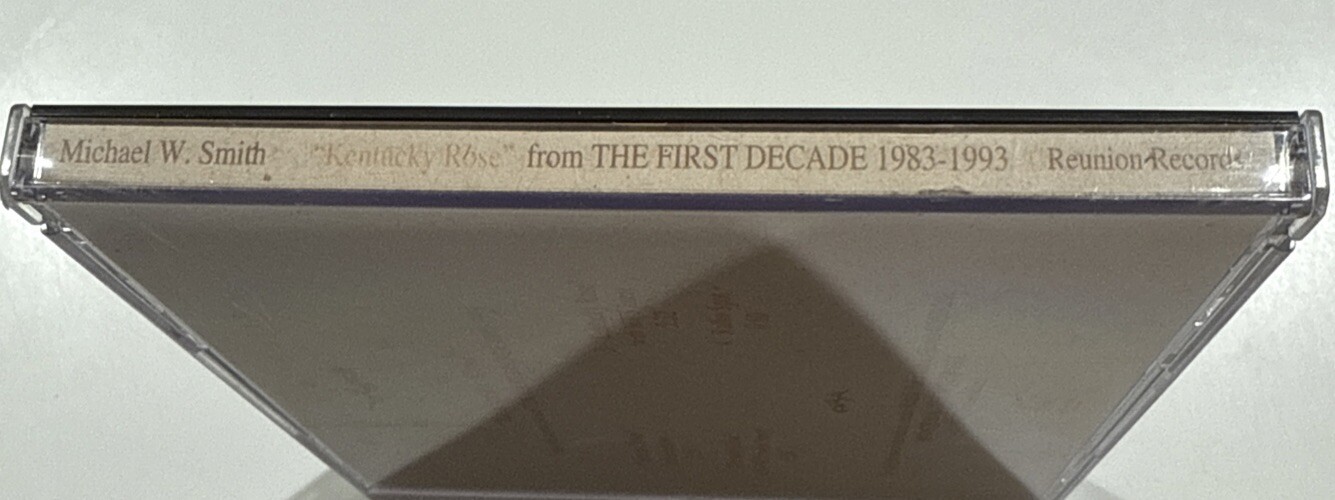 Michael W. Smith "Kentucky Rose" from THE FIRST DECADE 1983-1993 Reunion Records